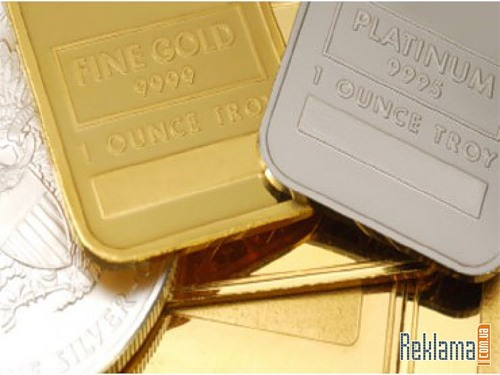 FINE GOLD
9999
1 OUNCE TROY
PLATINUM
9995
1 OUNCE TROY
SILVER
Reklama
.com.ua